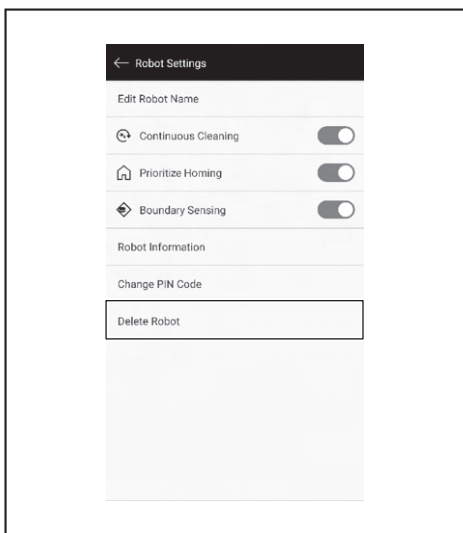 Robot Settings
Edit Robot Name
Continuous Cleaning
Prioritize Homing
Boundary Sensing
Robot Information
Change PIN Code
Delete Robot